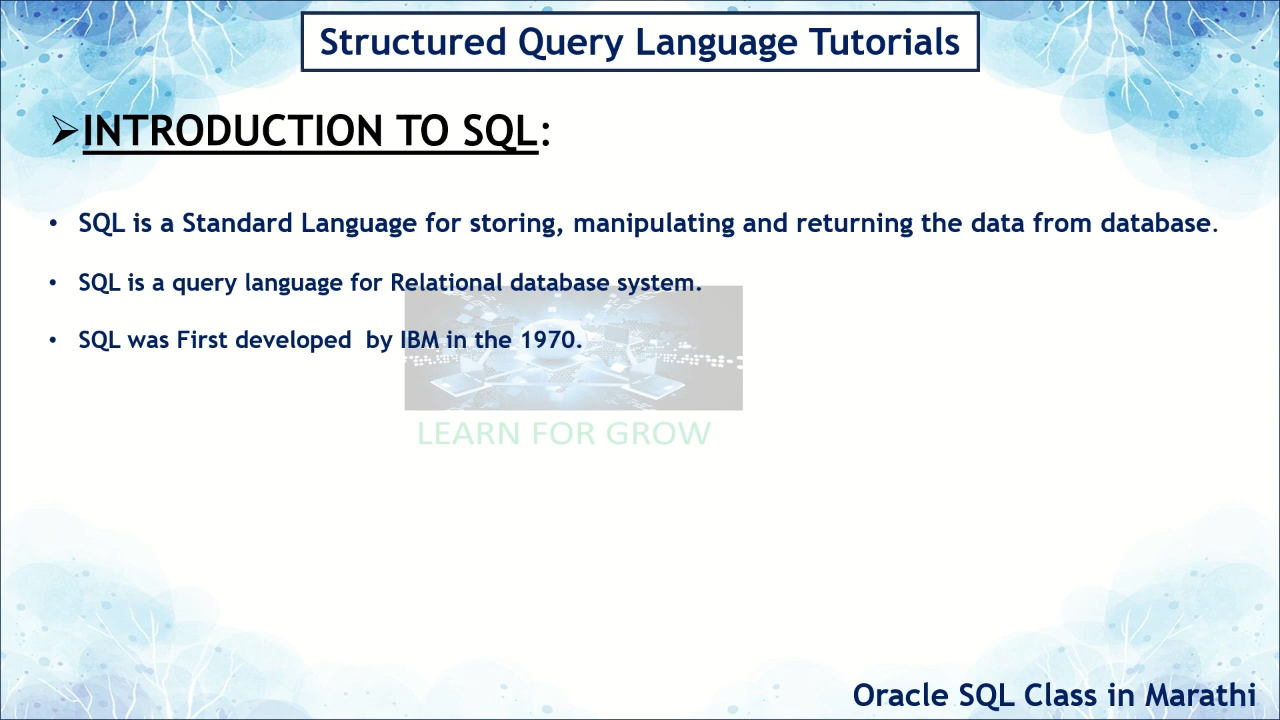 Structured Query Language Tutorials
➢INTRODUCTION TO SQL:
• SQL is a Standard Language for storing, manipulating and returning the data from database.
• SQL is a query language for Relational database system.
• SQL was First developed  by IBM in the 1970.
LEARN FOR GROW
Oracle SQL Class in Marathi